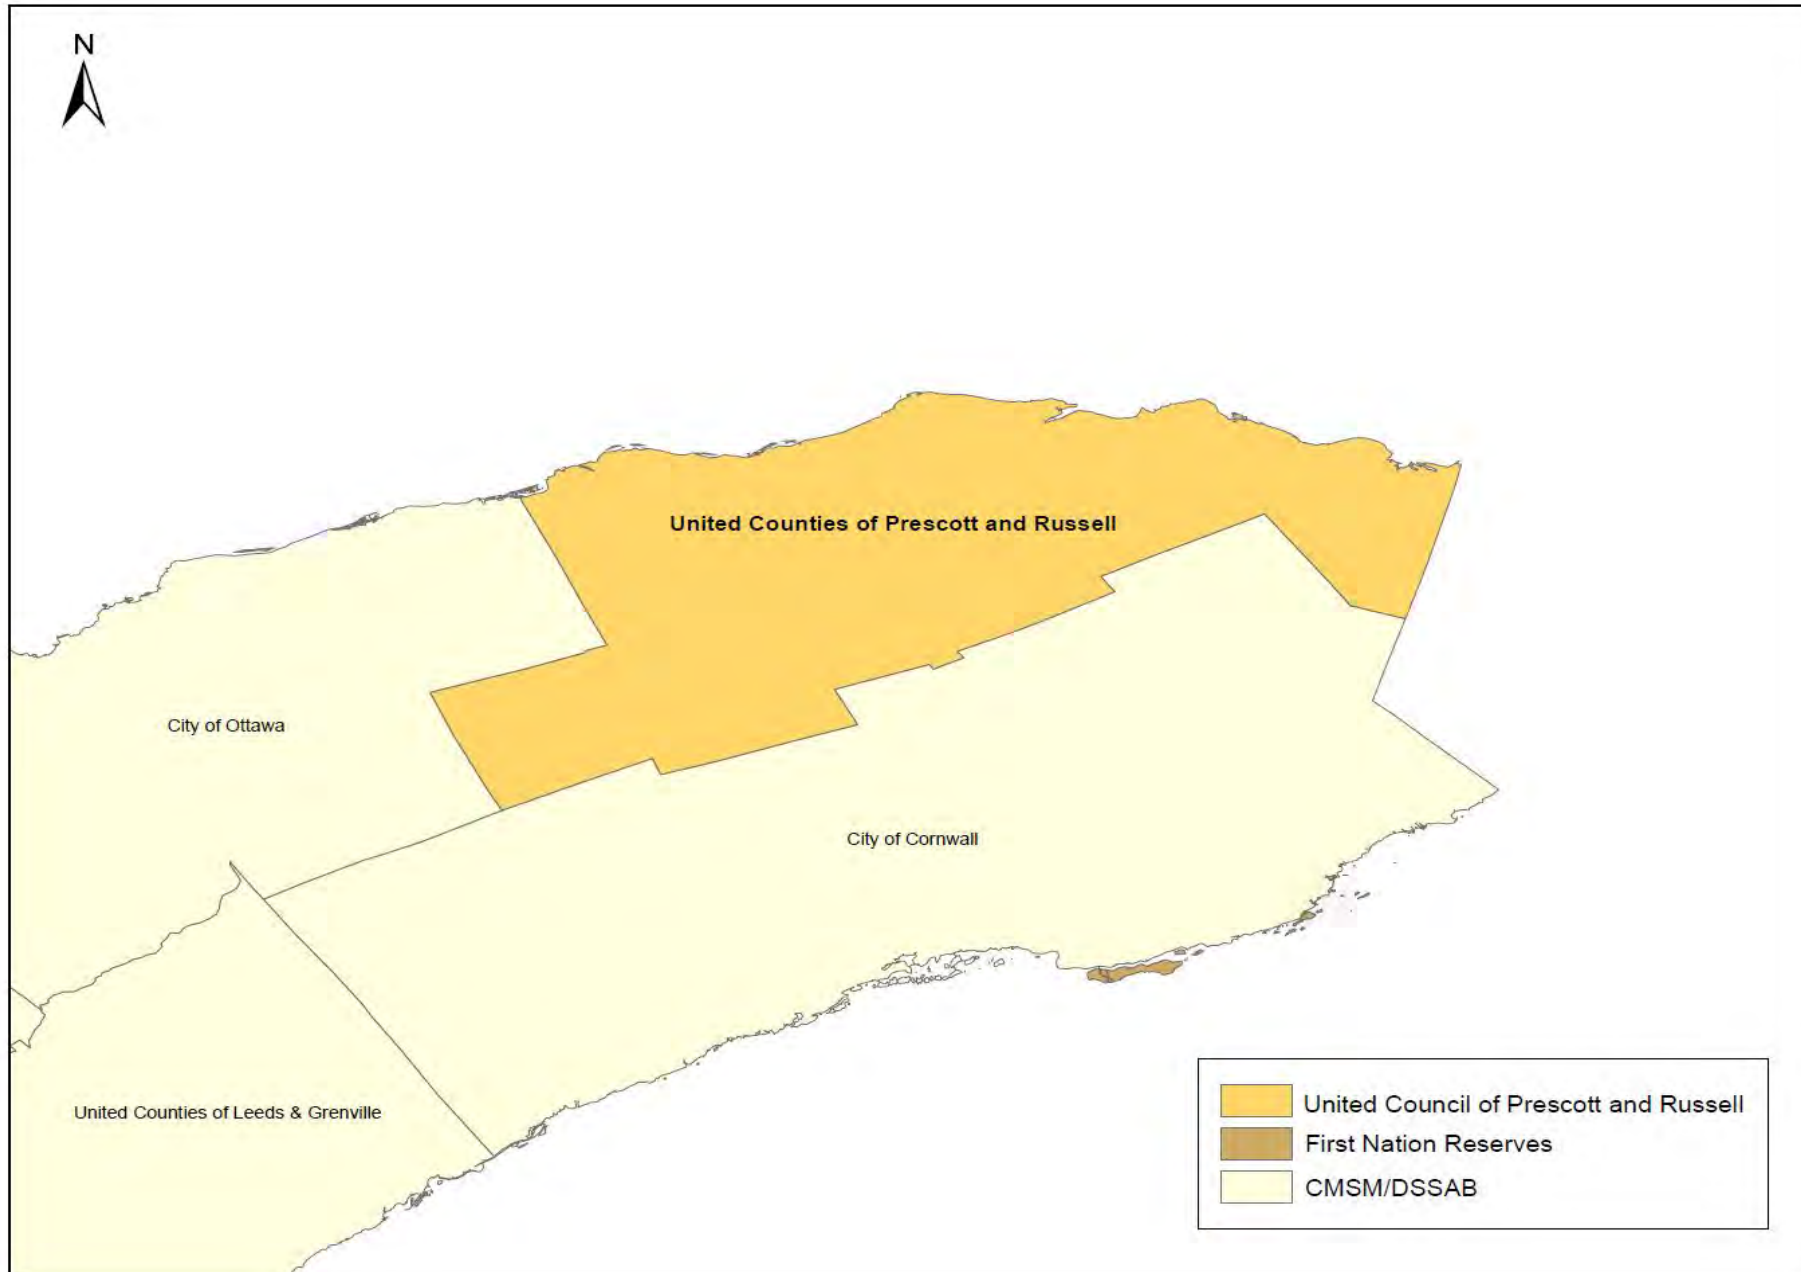 N
United Counties of Prescott and Russell
City of Ottawa
City of Cornwall
United Counties of Leeds & Grenville
United Council of Prescott and Russell
First Nation Reserves
CMSM/DSSAB